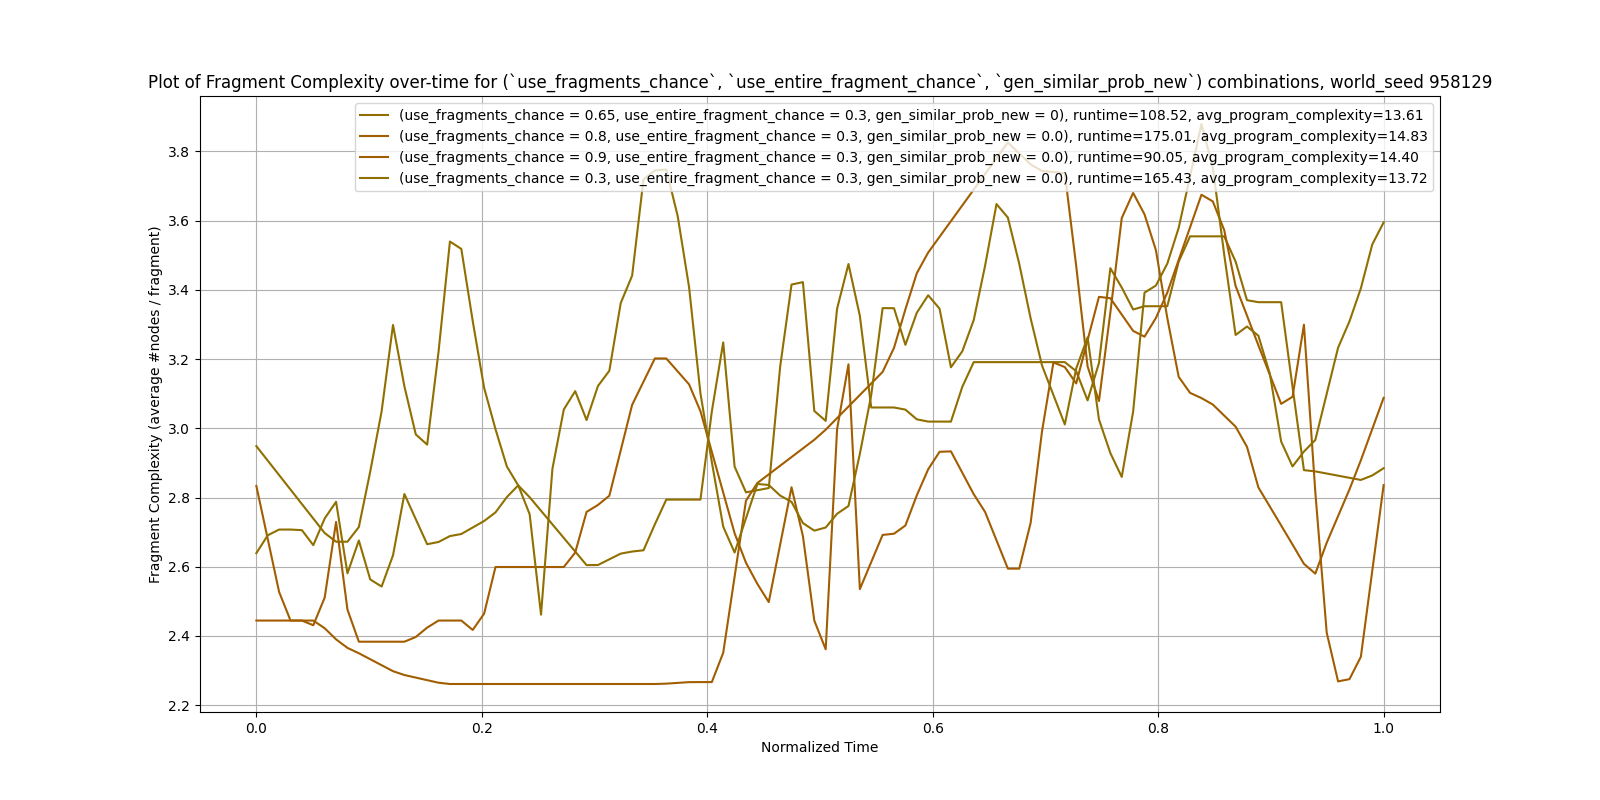 Plot of Fragment Complexity over-time for (`use_fragments_chance`, `use_entire_fragment_chance`, `gen_similar_prob_new`) combinations, world_seed 958129
(use_fragments_chance = 0.65, use_entire_fragment_chance = 0.3, gen_similar_prob_new = 0), runtime=108.52, avg_program_complexity=13.61
(use_fragments_chance = 0.8, use_entire_fragment_chance = 0.3, gen_similar_prob_new = 0.0), runtime=175.01, avg_program_complexity=14.83
(use_fragments_chance = 0.9, use_entire_fragment_chance = 0.3, gen_similar_prob_new = 0.0), runtime=90.05, avg_program_complexity=14.40
(use_fragments_chance = 0.3, use_entire_fragment_chance = 0.3, gen_similar_prob_new = 0.0), runtime=165.43, avg_program_complexity=13.72
Fragment Complexity (average #nodes / fragment)
3.8
3.6
3.4
3.2
3.0
2.8
2.6
2.4
2.2
0.0 0.2 0.4 0.6 0.8 1.0
Normalized Time